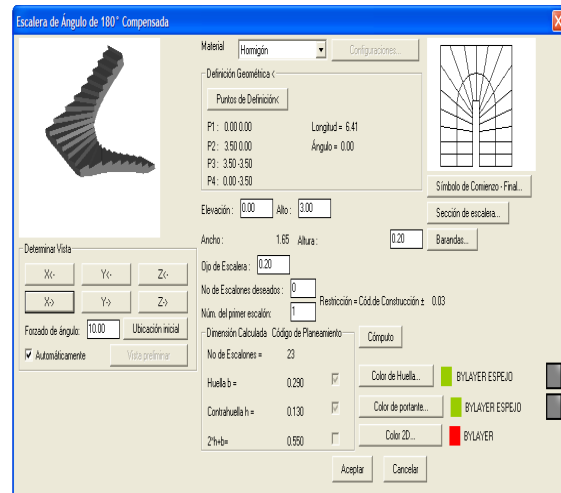 Escalera de Ángulo de 180° Compensada
Material Hormigón Configuraciones...
Definición Geométrica <
Puntos de Definición<
P1 : 0.00 0.00 Longitud = 6.41
P2 : 3.50 0.00 Ángulo = 0.00
P3 : 3.50 -3.50
P4 : 0.00 -3.50
Símbolo de Comienzo - Final...
Elevación : 0.00 Alto : 3.00
Sección de escalera...
Ancho : 1.65 Altura : 0.20 Barandas...
Determinar Vista
Ojo de Escalera : 0.20
X<- Y<- Z<-
No de Escalones deseados : 0
X-> Y-> Z->
Restricción = Cód.de Construcción ± 0.03
Núm. del primer escalón: 1
Forzado de ángulo: 10.00 Ubicación inicial
Dimensión Calculada Código de Planeamiento
Cómputo
Automáticamente Vista preliminar
No de Escalones = 23
Huella b = 0.290
Color de Huella... BYLAYER ESPEJO
Contrahuella h = 0.130
Color de portante... BYLAYER ESPEJO
2*h+b= 0.550
Color 2D... BYLAYER
Aceptar Cancelar